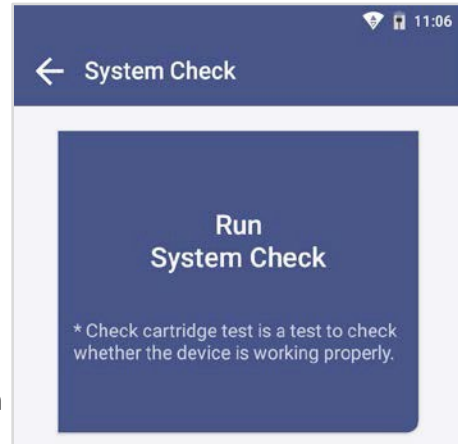 11:06
System Check
Run
System Check
* Check cartridge test is a test to check
whether the device is working properly.